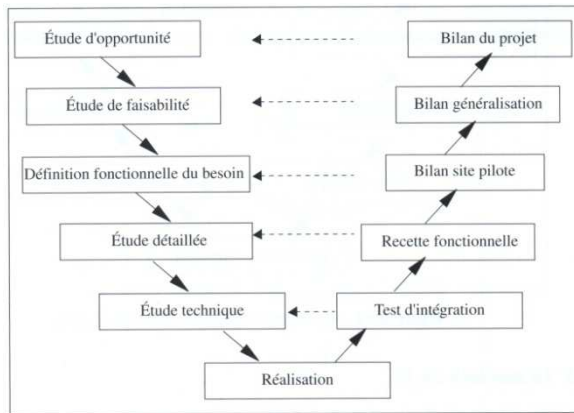 Étude d'opportunité
Bilan du projet
Étude de faisabilité
Bilan généralisation
Définition fonctionnelle du besoin
Bilan site pilote
Étude détaillée
Recette fonctionnelle
Étude technique
Test d'intégration
Réalisation